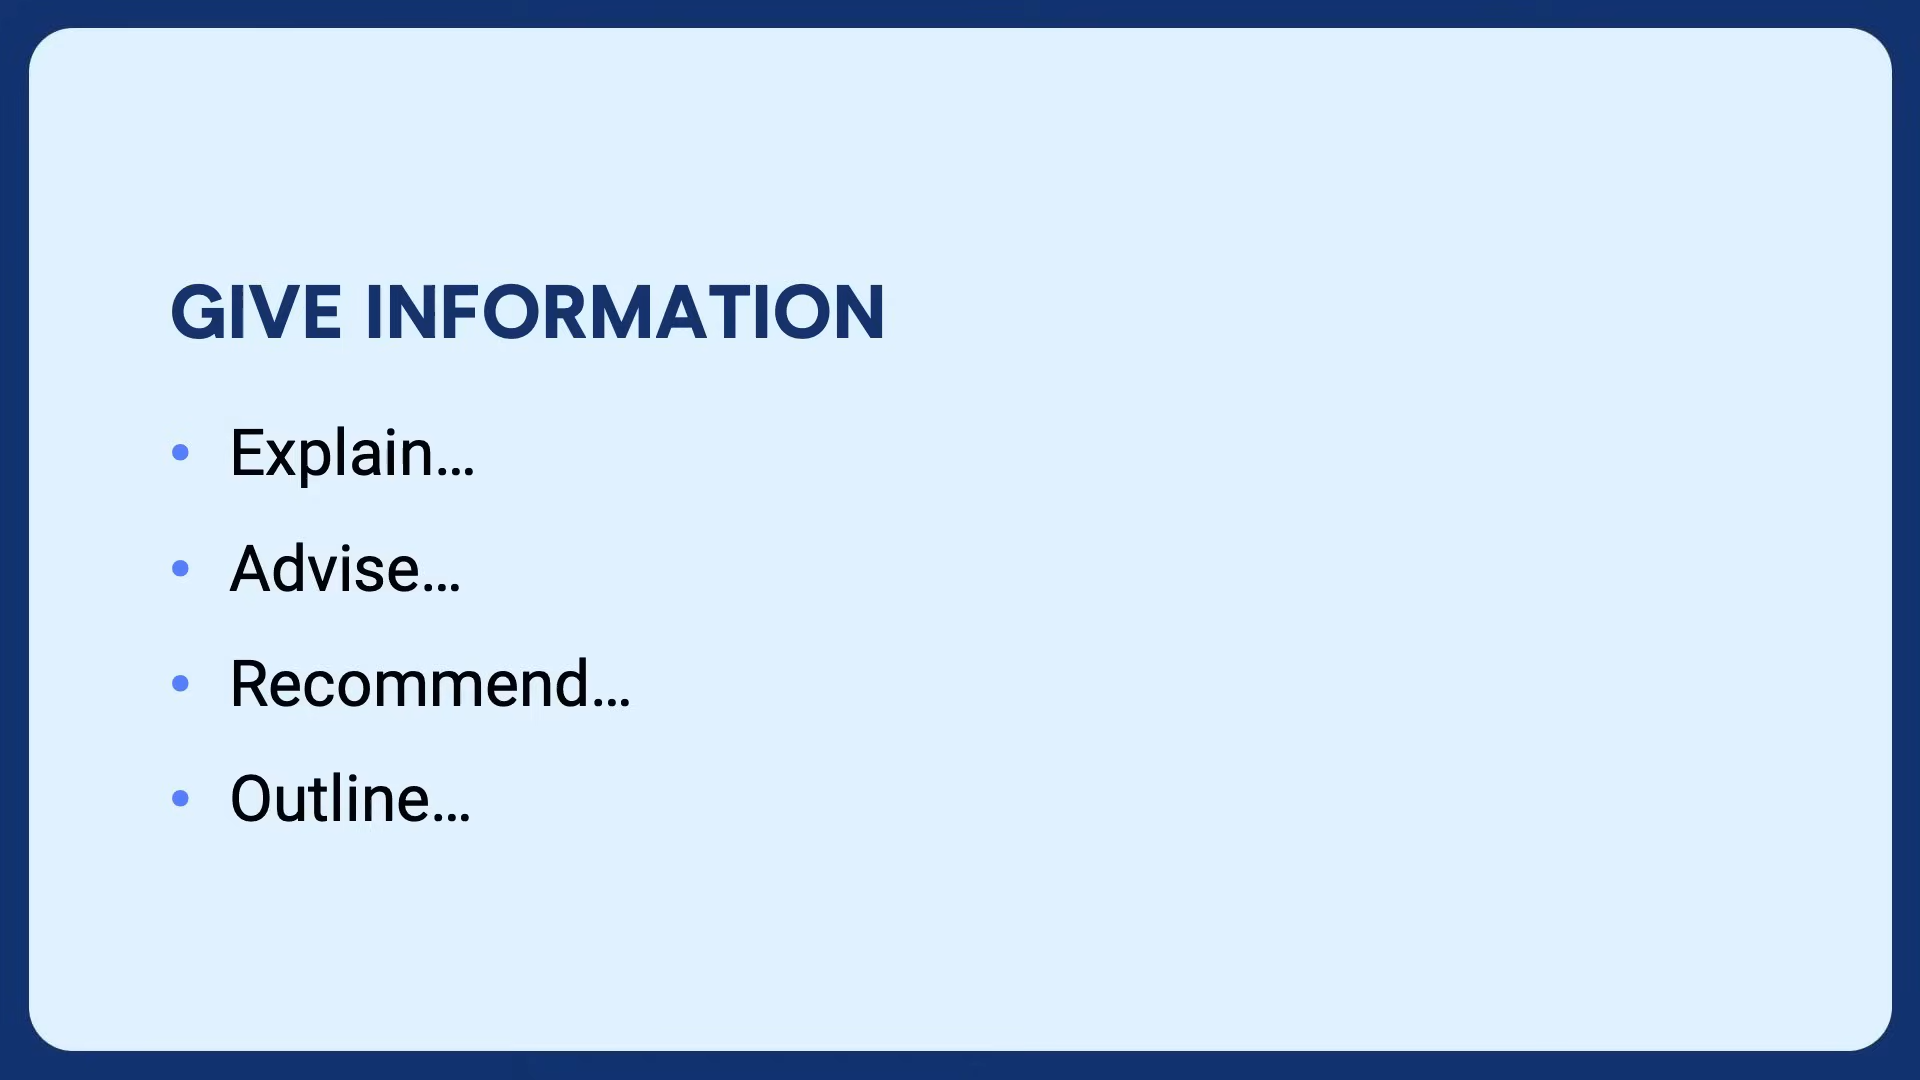 GIVE INFORMATION
• Explain...
• Advise...
• Recommend...
• Outline...